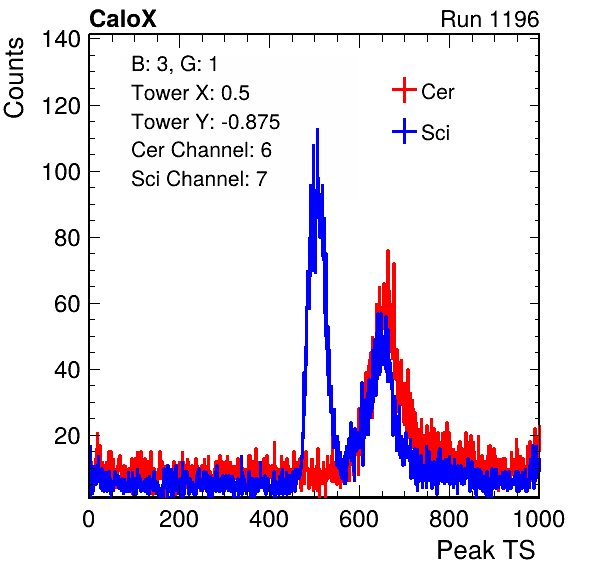 CaloX Run 1196
Counts
140
120
100
80
60
40
20
B: 3, G: 1
Tower X: 0.5
Tower Y: -0.875
Cer Channel: 6
Sci Channel: 7
Cer
Sci
0 200 400 600 800 1000
Peak TS